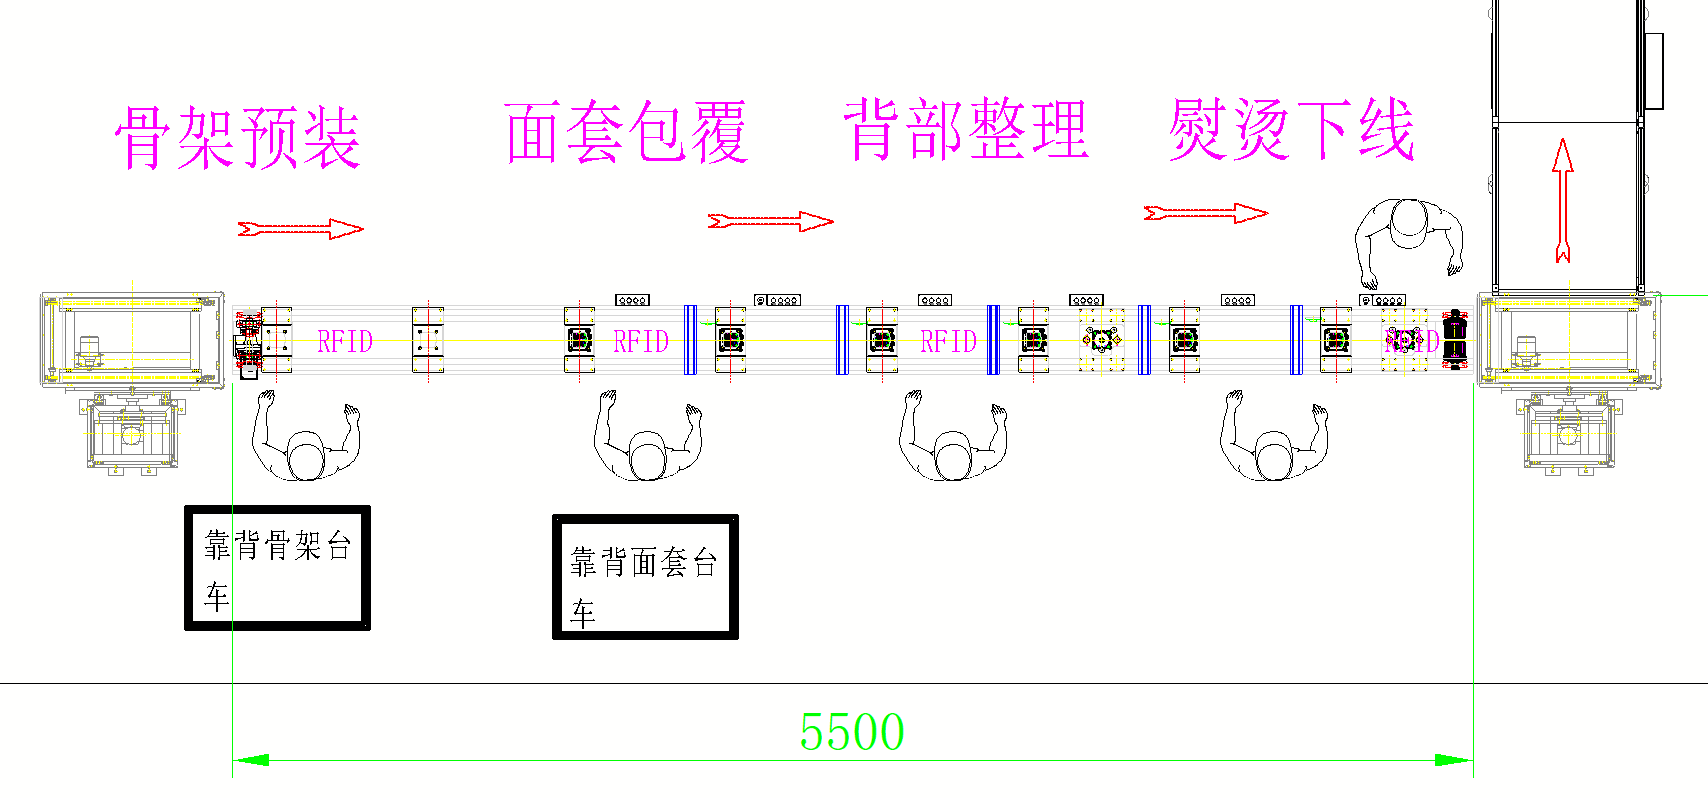 骨架预装
面套包覆
背部整理
熨烫下线
RFID
RFID
RFID
RFID
靠背骨架台
车
靠背面套台
车
5500